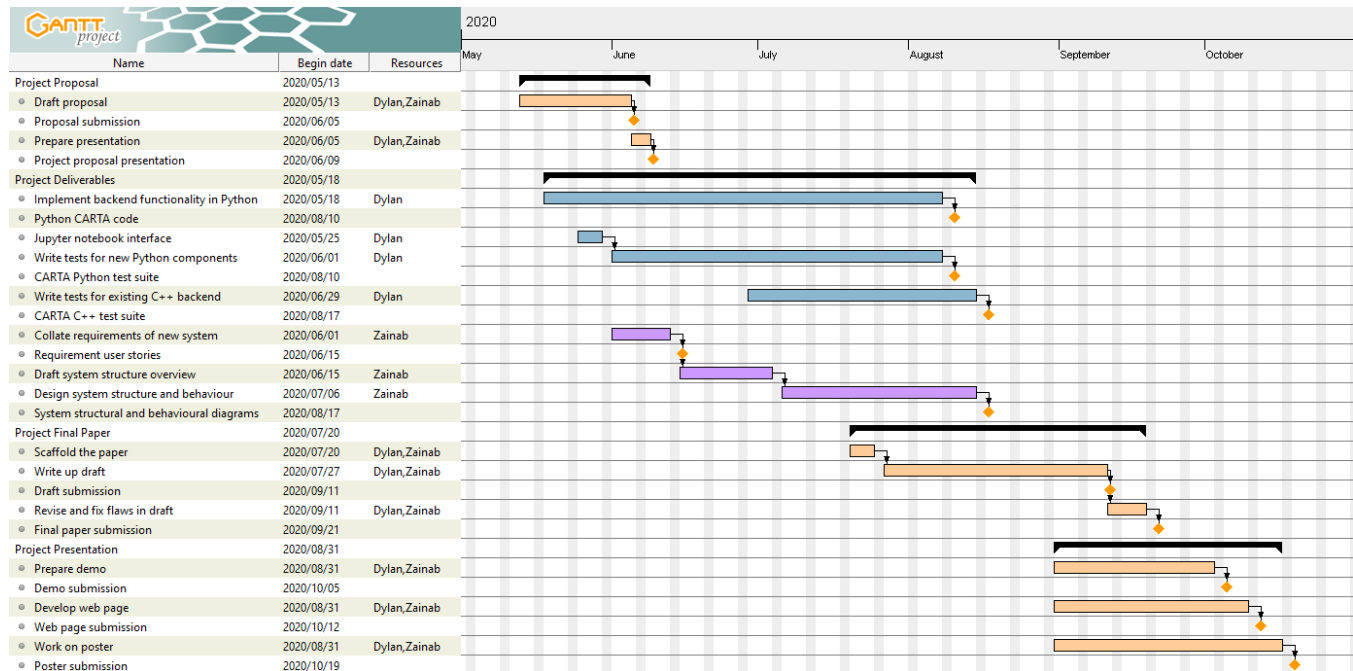 GANTT project
2020
May June July August September October
Name Begin date Resources
Project Proposal 2020/05/13
Draft proposal 2020/05/13 Dylan,Zainab
Proposal submission 2020/06/05
Prepare presentation 2020/06/05 Dylan,Zainab
Project proposal presentation 2020/06/09
Project Deliverables 2020/05/18
Implement backend functionality in Python 2020/05/18 Dylan
Python CARTA code 2020/08/10
Jupyter notebook interface 2020/05/25 Dylan
Write tests for new Python components 2020/06/01 Dylan
CARTA Python test suite 2020/08/10
Write tests for existing C++ backend 2020/06/29 Dylan
CARTA C++ test suite 2020/08/17
Collate requirements of new system 2020/06/01 Zainab
Requirement user stories 2020/06/15
Draft system structure overview 2020/06/15 Zainab
Design system structure and behaviour 2020/07/06 Zainab
System structural and behavioural diagrams 2020/08/17
Project Final Paper 2020/07/20
Scaffold the paper 2020/07/20 Dylan,Zainab
Write up draft 2020/07/27 Dylan,Zainab
Draft submission 2020/09/11
Revise and fix flaws in draft 2020/09/11 Dylan,Zainab
Final paper submission 2020/09/21
Project Presentation 2020/08/31
Prepare demo 2020/08/31 Dylan,Zainab
Demo submission 2020/10/05
Develop web page 2020/08/31 Dylan,Zainab
Web page submission 2020/10/12
Work on poster 2020/08/31 Dylan,Zainab
Poster submission 2020/10/19